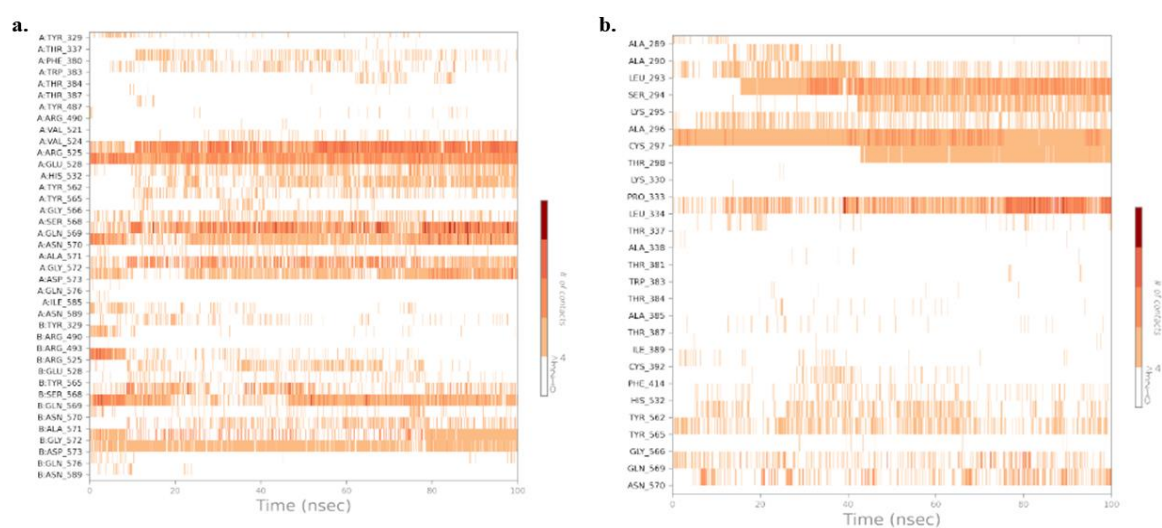 a.
A:TYR_329
A:THR_337
A:PHE_380
A:TRP_383
A:THR_384
A:THR_387
A:TYR_487
A:ARG_490
A:VAL_521
A:VAL_524
A:ARG_525
A:GLU_528
A:HIS_532
A:TYR_562
A:TYR_565
A:GLY_566
A:SER_568
A:GLN_569
A:ASN_570
A:ALA_571
A:GLY_572
A:ASP_573
A:GLN_576
A:ILE_585
A:ASN_589
B:TYR_329
B:ARG_490
B:ARG_493
B:ARG_525
B:GLU_528
B:TYR_565
B:SER_568
B:GLN_569
B:ASN_570
B:ALA_571
B:GLY_572
B:ASP_573
B:GLN_576
B:ASN_589
0 20 40 60 80 100
Time (nsec)
# of contacts
4
0
b.
ALA_289
ALA_290
LEU_293
SER_294
LYS_295
ALA_296
CYS_297
THR_298
LYS_330
PRO_333
LEU_334
THR_337
ALA_338
THR_381
TRP_383
THR_384
ALA_385
THR_387
ILE_389
CYS_392
PHE_414
HIS_532
TYR_562
TYR_565
GLY_566
GLN_569
ASN_570
0 20 40 60 80 100
Time (nsec)
# of contacts
4
0